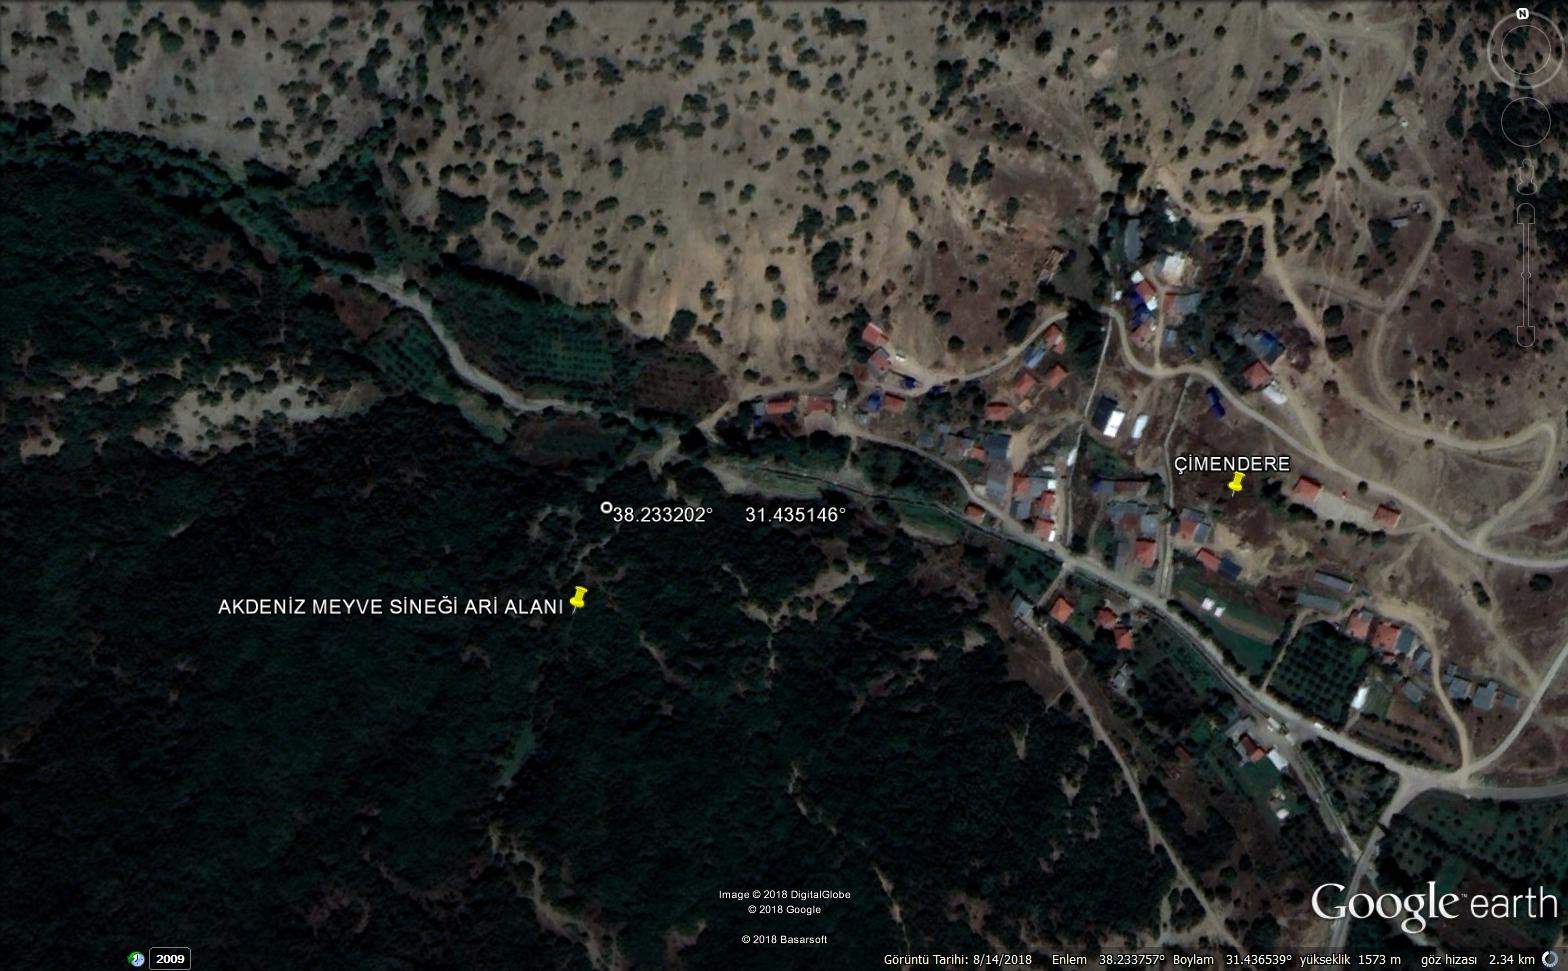 N
ÇİMENDERE
38.233202° 31.435146°
AKDENİZ MEYVE SİNEĞİ ARİ ALANI
Image © 2018 DigitalGlobe
© 2018 Google
© 2018 Basarsoft
Google earth
2009
Görüntü Tarihi: 8/14/2018 Enlem 38.233757° Boylam 31.436539° yükseklik 1573 m göz hizası 2.34 km